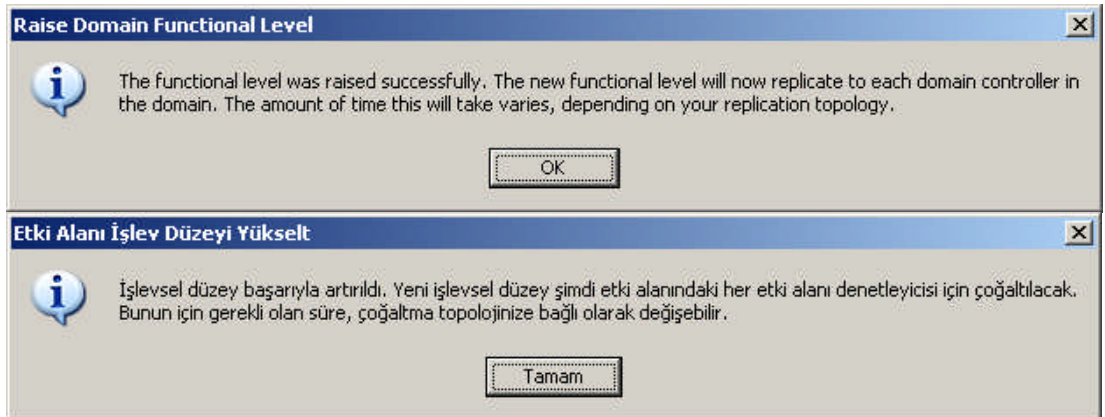 Raise Domain Functional Level
The functional level was raised successfully. The new functional level will now replicate to each domain controller in
the domain. The amount of time this will take varies, depending on your replication topology.
OK
Etki Alanı İşlev Düzeyi Yükselt
İşlevsel düzey başarıyla artırıldı. Yeni işlevsel düzey şimdi etki alanındaki her etki alanı denetleyicisi için çoğaltılacak.
Bunun için gerekli olan süre, çoğaltma topolojinize bağlı olarak değişebilir.
Tamam